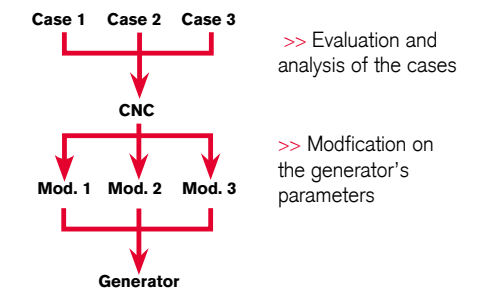 Case 1 Case 2 Case 3
>> Evaluation and
analysis of the cases
CNC
>> Modfication on
the generator's
parameters
Mod. 1 Mod. 2 Mod. 3
Generator